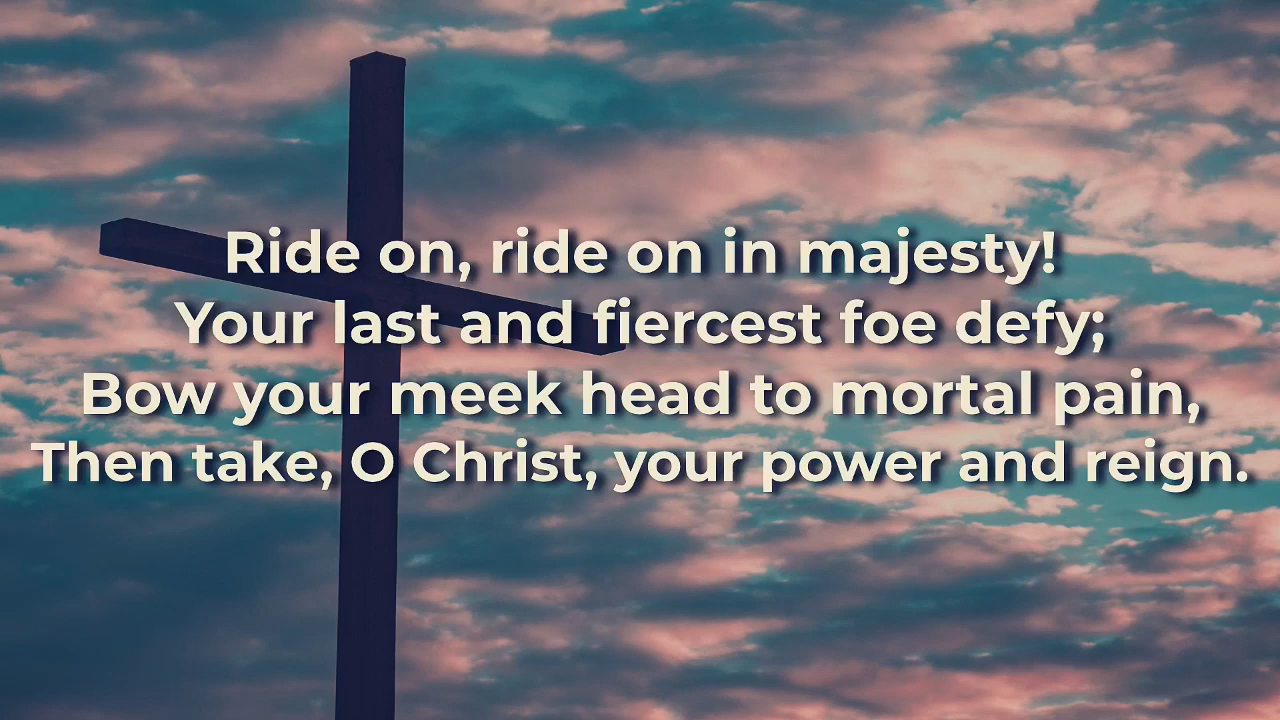 Ride on, ride on in majesty!
Your last and fiercest foe defy;
Bow your meek head to mortal pain,
Then take, O Christ, your power and reign.